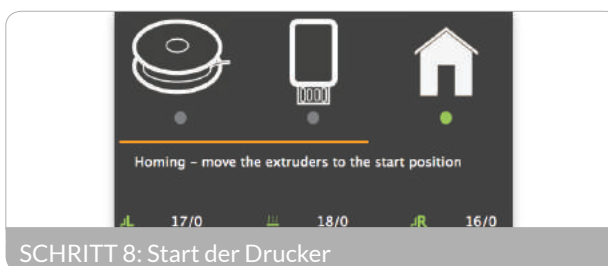 Homing – move the extruders to the start position
L 17/0 18/0 R 16/0
SCHRITT 8: Start der Drucker